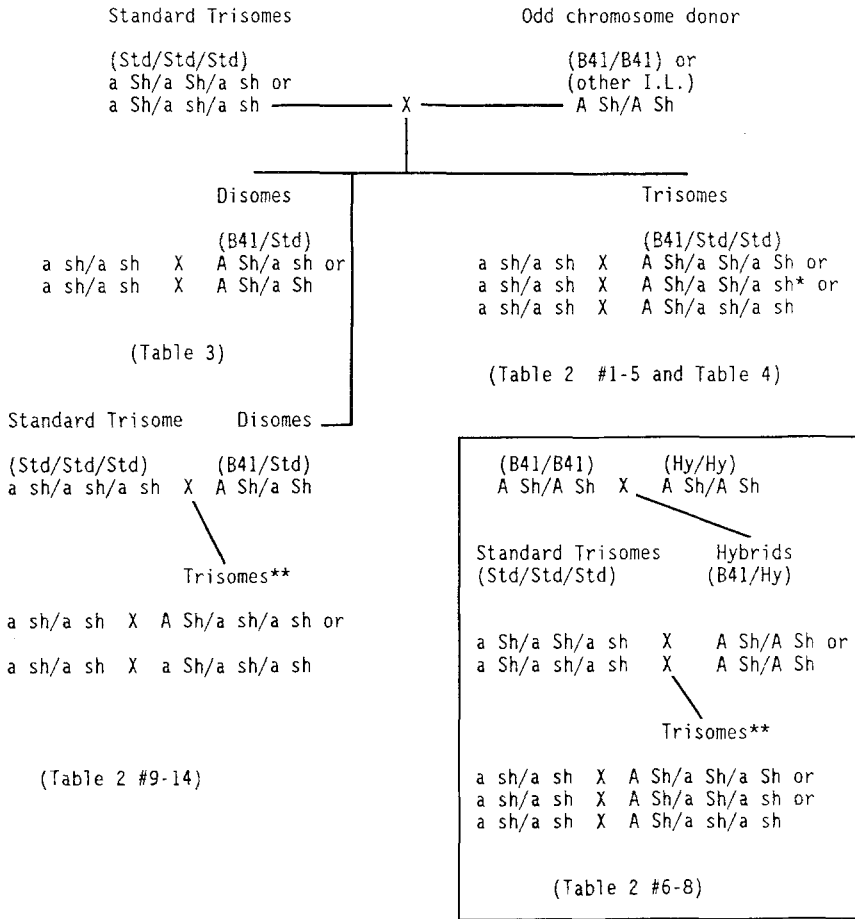 Standard Trisomes Odd chromosome donor
(Std/Std/Std) (B41/B41) or
a Sh/a Sh/a sh or (other I.L.)
a Sh/a sh/a sh X A Sh/A Sh
Disomes Trisomes
(B41/Std) (B41/Std/Std)
a sh/a sh X A Sh/a sh or a sh/a sh X A Sh/a Sh/a Sh or
a sh/a sh X A Sh/a Sh a sh/a sh X A Sh/a Sh/a sh* or
a sh/a sh X A Sh/a sh/a sh
(Table 3)
(Table 2 #1-5 and Table 4)
Standard Trisome Disomes
(Std/Std/Std) (B41/Std)
a sh/a sh/a sh X A Sh/a Sh
Trisomes**
a sh/a sh X A Sh/a sh/a sh or
a sh/a sh X a Sh/a sh/a sh
(Table 2 #9-14)
(B41/B41) (Hy/Hy)
A Sh/A Sh X A Sh/A Sh
Standard Trisomes Hybrids
(Std/Std/Std) (B41/Hy)
a Sh/a Sh/a sh X A Sh/A Sh or
a Sh/a sh/a sh X A Sh/A Sh
Trisomes**
a sh/a sh X A Sh/a Sh/a Sh or
a sh/a sh X A Sh/a Sh/a sh or
a sh/a sh X A Sh/a sh/a sh
(Table 2 #6-8)